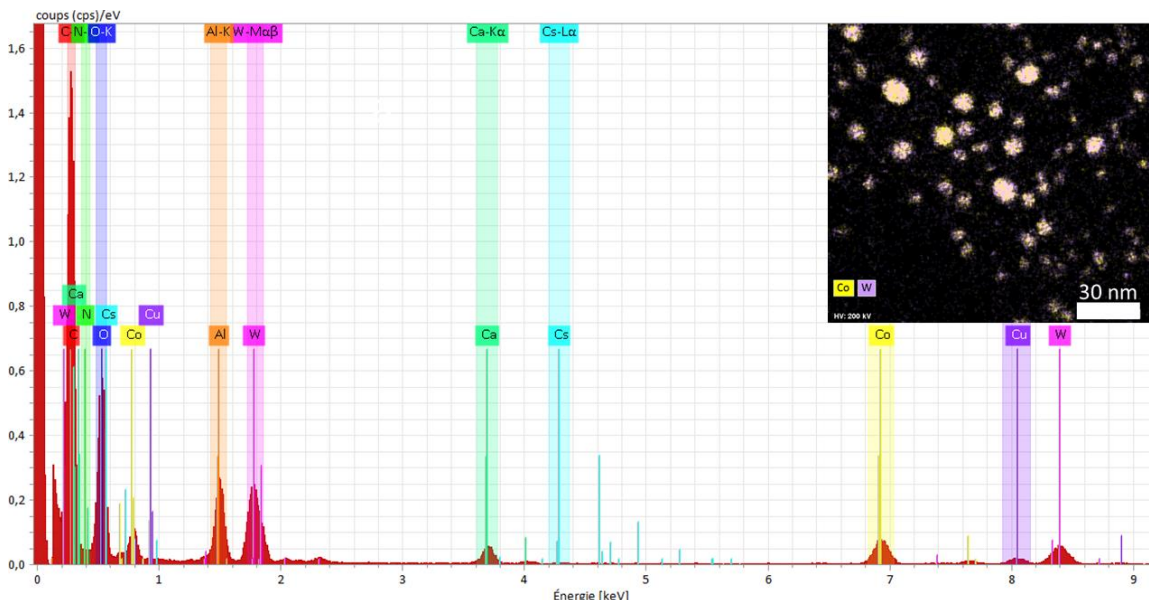 coups (cps)/eV
C- N- O-K Al-K W-Mαβ Ca-Kα Cs-Lα
1,6
1,4
1,2
1,0
0,8
0,6
0,4
0,2
0,0
Ca
W N Cs Cu
C O Co Al W Ca Cs Co Cu W
Co W
30 nm
HV: 200 kV
0 1 2 3 4 5 6 7 8 9
Énergie [keV]